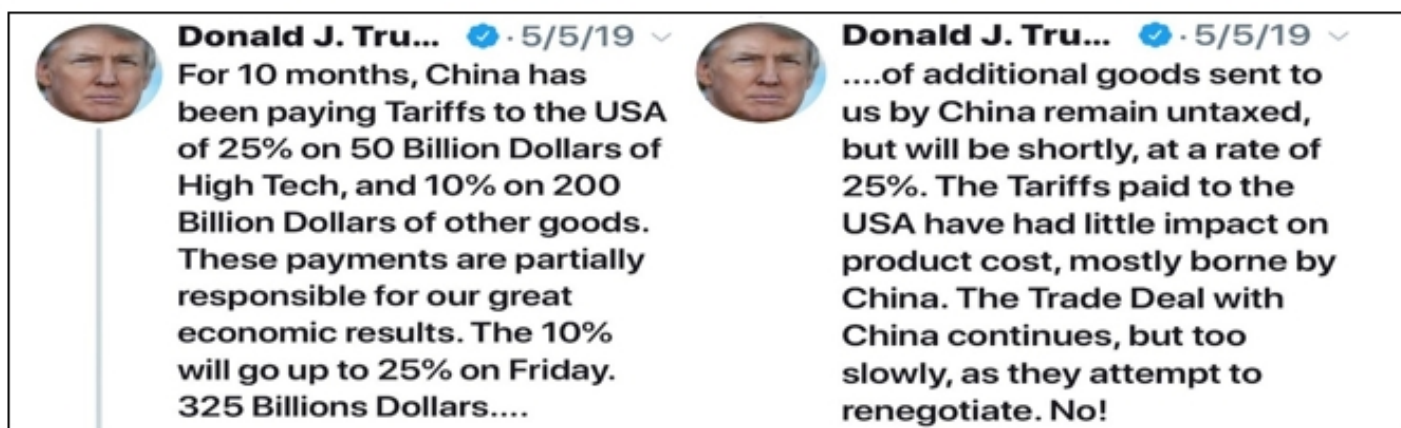 Donald J. Tru... · 5/5/19
For 10 months, China has
been paying Tariffs to the USA
of 25% on 50 Billion Dollars of
High Tech, and 10% on 200
Billion Dollars of other goods.
These payments are partially
responsible for our great
economic results. The 10%
will go up to 25% on Friday.
325 Billions Dollars....
Donald J. Tru... · 5/5/19
....of additional goods sent to
us by China remain untaxed,
but will be shortly, at a rate of
25%. The Tariffs paid to the
USA have had little impact on
product cost, mostly borne by
China. The Trade Deal with
China continues, but too
slowly, as they attempt to
renegotiate. No!